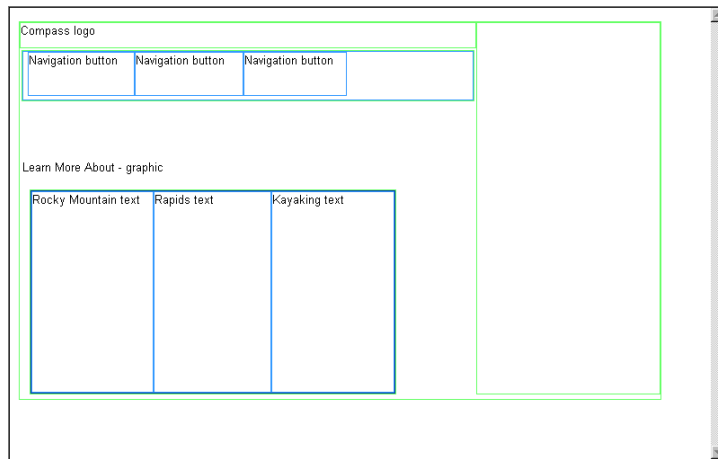 Compass logo
Navigation button Navigation button Navigation button
Learn More About - graphic
Rocky Mountain text Rapids text Kayaking text